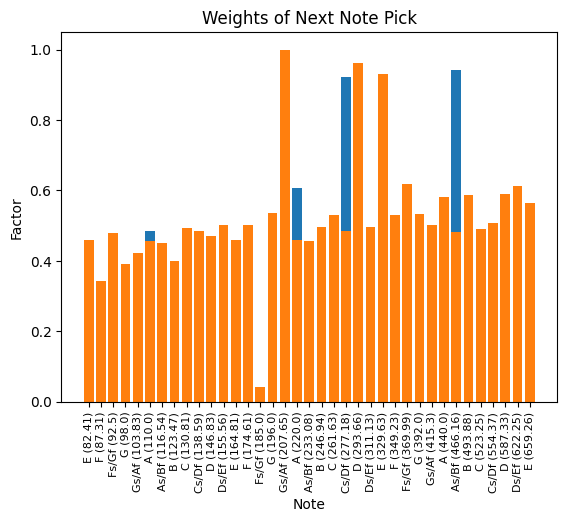 Weights of Next Note Pick
Factor
1.0
0.8
0.6
0.4
0.2
0.0
E (82.41)
F (87.31)
Fs/Gf (92.5)
G (98.0)
Gs/Af (103.83)
A (110.0)
As/Bf (116.54)
B (123.47)
C (130.81)
Cs/Df (138.59)
D (146.83)
Ds/Ef (155.56)
E (164.81)
F (174.61)
Fs/Gf (185.0)
G (196.0)
Gs/Af (207.65)
A (220.0)
As/Bf (233.08)
B (246.94)
C (261.63)
Cs/Df (277.18)
D (293.66)
Ds/Ef (311.13)
E (329.63)
F (349.23)
Fs/Gf (369.99)
G (392.0)
Gs/Af (415.3)
A (440.0)
As/Bf (466.16)
B (493.88)
C (523.25)
Cs/Df (554.37)
D (587.33)
Ds/Ef (622.25)
E (659.26)
Note